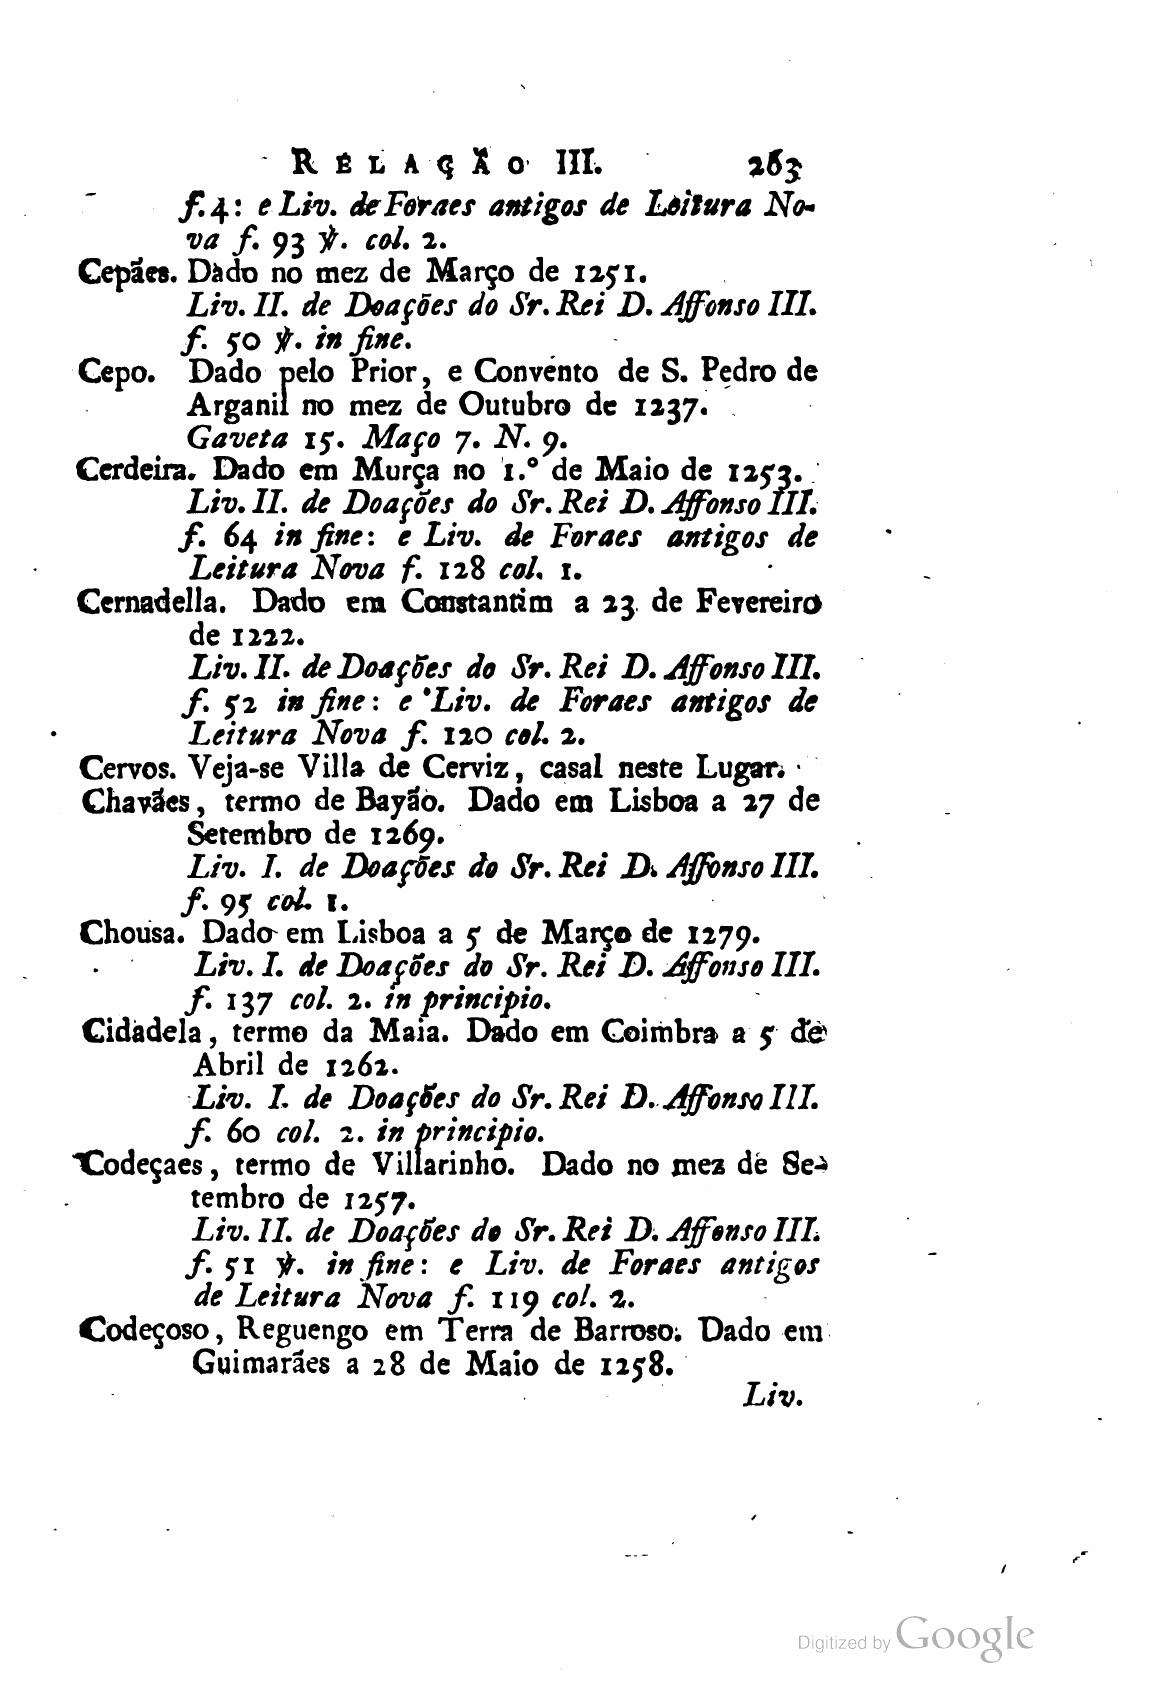 RELAÇÃO III. 263
f. 4: e Liv. de Foraes antigos de Leitura No-
va f. 93 ℣. col. 2.
Cepães. Dado no mez de Março de 1251.
Liv. II. de Doações do Sr. Rei D. Affonso III.
f. 50 ℣. in fine.
Cepo. Dado pelo Prior, e Convento de S. Pedro de
Arganil no mez de Outubro de 1237.
Gaveta 15. Maço 7. N. 9.
Cerdeira. Dado em Murça no 1.º de Maio de 1253.
Liv. II. de Doações do Sr. Rei D. Affonso III.
f. 64 in fine: e Liv. de Foraes antigos de
Leitura Nova f. 128 col. 1.
Cernadella. Dado em Constantim a 23 de Fevereiro
de 1222.
Liv. II. de Doações do Sr. Rei D. Affonso III.
f. 52 in fine: e Liv. de Foraes antigos de
Leitura Nova f. 120 col. 2.
Cervos. Veja-se Villa de Cerviz, casal neste Lugar.
Chavães, termo de Bayão. Dado em Lisboa a 27 de
Setembro de 1269.
Liv. I. de Doações do Sr. Rei D. Affonso III.
f. 95 col. 1.
Chousa. Dado em Lisboa a 5 de Março de 1279.
Liv. I. de Doações do Sr. Rei D. Affonso III.
f. 137 col. 2. in principio.
Cidadela, termo da Maia. Dado em Coimbra a 5 de
Abril de 1262.
Liv. I. de Doações do Sr. Rei D. Affonso III.
f. 60 col. 2. in principio.
Codeçaes, termo de Villarinho. Dado no mez de Se-
tembro de 1257.
Liv. II. de Doações do Sr. Rei D. Affonso III.
f. 51 ℣. in fine: e Liv. de Foraes antigos
de Leitura Nova f. 119 col. 2.
Codeçoso, Reguengo em Terra de Barroso. Dado em
Guimarães a 28 de Maio de 1258.
Liv.
Digitized by Google